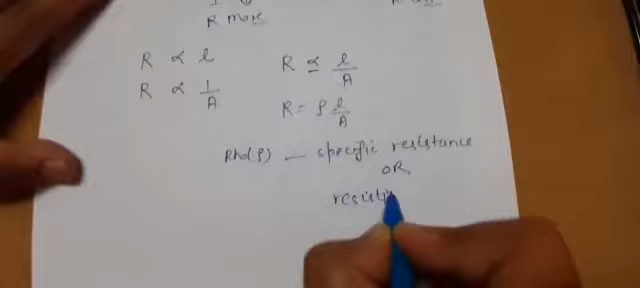 R more
R ∝ l
R ∝ 1/A
R ∝ l/A
R = ρ l/A
Rho(ρ) — specific resistance
OR
resisti